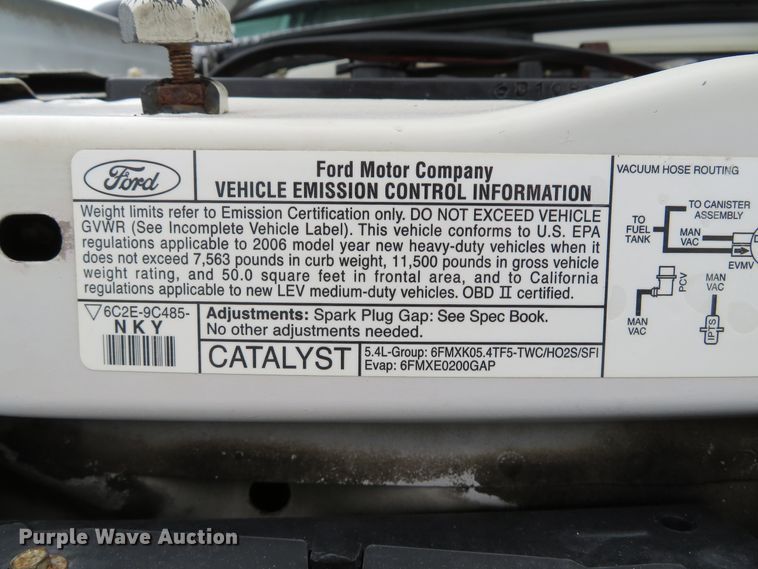 Ford
Ford Motor Company
VEHICLE EMISSION CONTROL INFORMATION
Weight limits refer to Emission Certification only. DO NOT EXCEED VEHICLE
GVWR (See Incomplete Vehicle Label). This vehicle conforms to U.S. EPA
regulations applicable to 2006 model year new heavy-duty vehicles when it
does not exceed 7,563 pounds in curb weight, 11,500 pounds in gross vehicle
weight rating, and 50.0 square feet in frontal area, and to California
regulations applicable to new LEV medium-duty vehicles. OBD II certified.
6C2E-9C485-
NKY
Adjustments: Spark Plug Gap: See Spec Book.
No other adjustments needed.
CATALYST
5.4L-Group: 6FMXK05.4TF5-TWC/HO2S/SFI
Evap: 6FMXE0200GAP
VACUUM HOSE ROUTING
TO CANISTER
ASSEMBLY
TO
FUEL
TANK
MAN
VAC
EVMV
PCV
MAN
VAC
MAN
VAC
IPTS
Purple Wave Auction